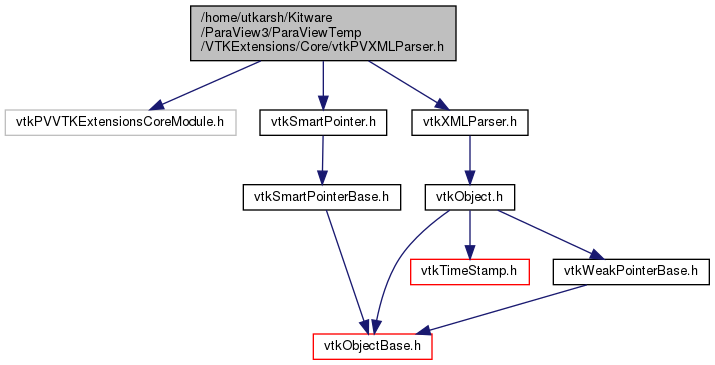 /home/utkarsh/Kitware
/ParaView3/ParaViewTemp
/VTKExtensions/Core/vtkPVXMLParser.h
vtkPVVTKExtensionsCoreModule.h
vtkSmartPointer.h
vtkXMLParser.h
vtkSmartPointerBase.h
vtkObject.h
vtkTimeStamp.h
vtkWeakPointerBase.h
vtkObjectBase.h